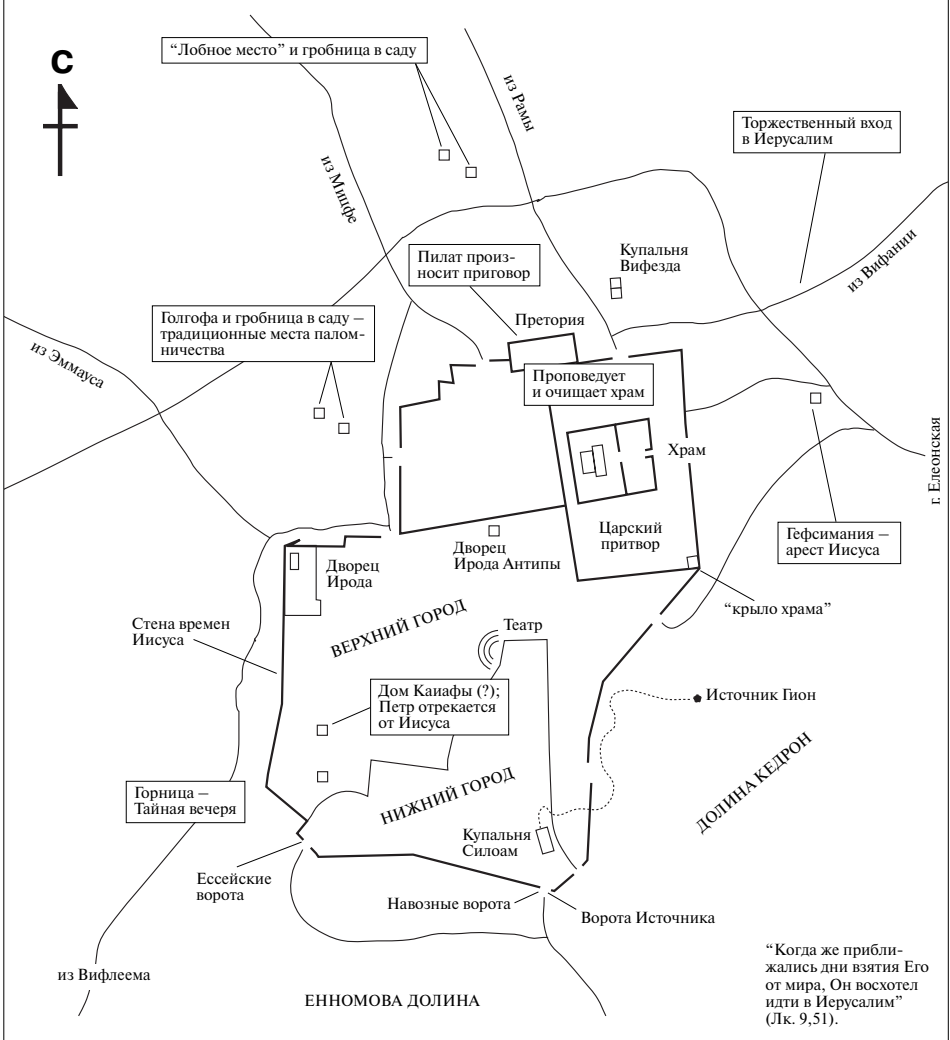 С
“Лобное место” и гробница в саду
из Рамы
Торжественный вход
в Иерусалим
из Мицфе
Пилат произ-
носит приговор
Купальня
Вифезда
из Вифании
Голгофа и гробница в саду –
традиционные места палом-
ничества
Претория
из Эммауса
Проповедует
и очищает храм
Храм
г. Елеонская
Царский
притвор
Гефсимания –
арест Иисуса
Дворец
Ирода
Дворец
Ирода Антипы
“крыло храма”
Стена времен
Иисуса
ВЕРХНИЙ ГОРОД
Театр
Дом Каиафы (?);
Петр отрекается
от Иисуса
Источник Гион
ДОЛИНА КЕДРОН
Горница –
Тайная вечеря
НИЖНИЙ ГОРОД
Купальня
Силоам
Ессейские
ворота
Навозные ворота
Ворота Источника
из Вифлеема
ЕННОМОВА ДОЛИНА
“Когда же прибли-
жались дни взятия Его
от мира, Он восхотел
идти в Иерусалим”
(Лк. 9,51).